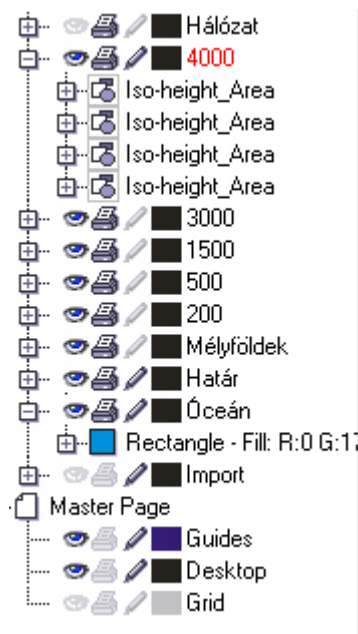 Hálózat
4000
Iso-height_Area
Iso-height_Area
Iso-height_Area
Iso-height_Area
3000
1500
500
200
Mélyföldek
Határ
Óceán
Rectangle - Fill: R:0 G:17
Import
Master Page
Guides
Desktop
Grid